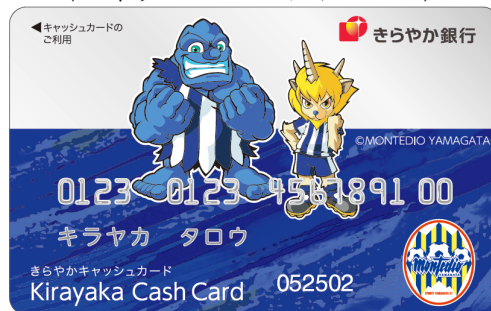 ◀キャッシュカードの
ご利用
きらやか銀行
©MONTEDIO YAMAGATA
0123 0123 4567891 00
キラヤカ タロウ
きらやかキャッシュカード
Kirayaka Cash Card 052502
montedio